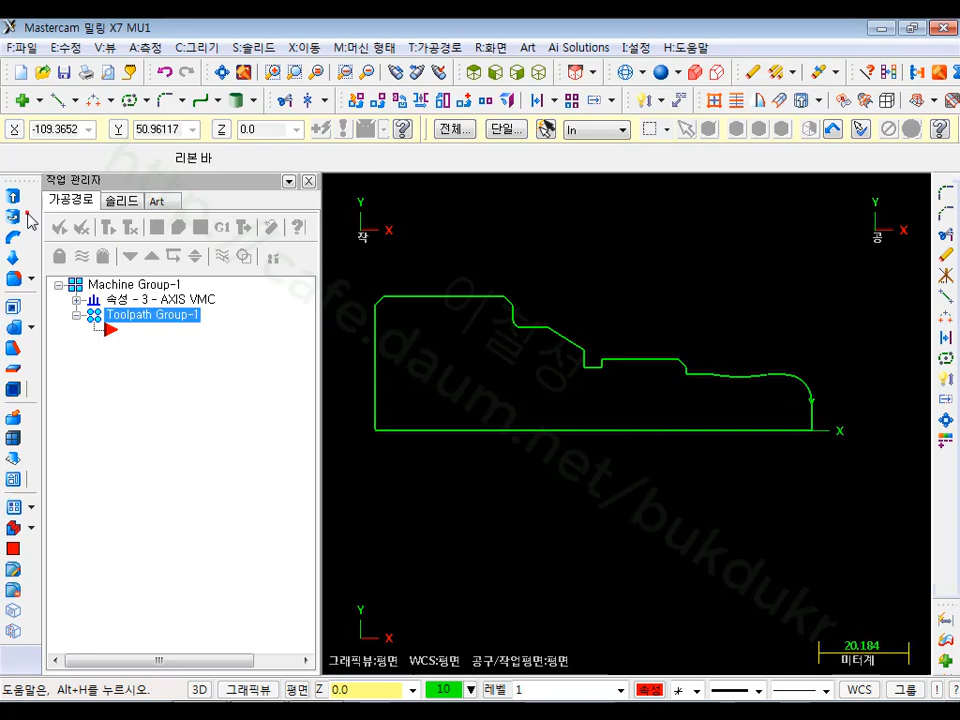 Mastercam 밀링 X7 MU1
F:파일 E:수정 V:뷰 A:측정 C:그리기 S:솔리드 X:이동 M:머신 형태 T:가공경로 R:화면 Art Ai Solutions I:설정 H:도움말
X -109.3652 Y 50.96117 Z 0.0 전체... 단일... In
리본 바
작업 관리자
가공경로 솔리드 Art
G1
Machine Group-1
속성 - 3 - AXIS VMC
Toolpath Group-1
Y
X
작
Y
X
공
X
Y
X
http://cafe.daum.net/bukdukr
이설성
20.184
미터계
그래픽뷰:평면 WCS:평면 공구/작업평면:평면
도움말은, Alt+H를 누르시오. 3D 그래픽뷰 평면 Z 0.0 10 레벨 1 속성 WCS 그룹 ! ?